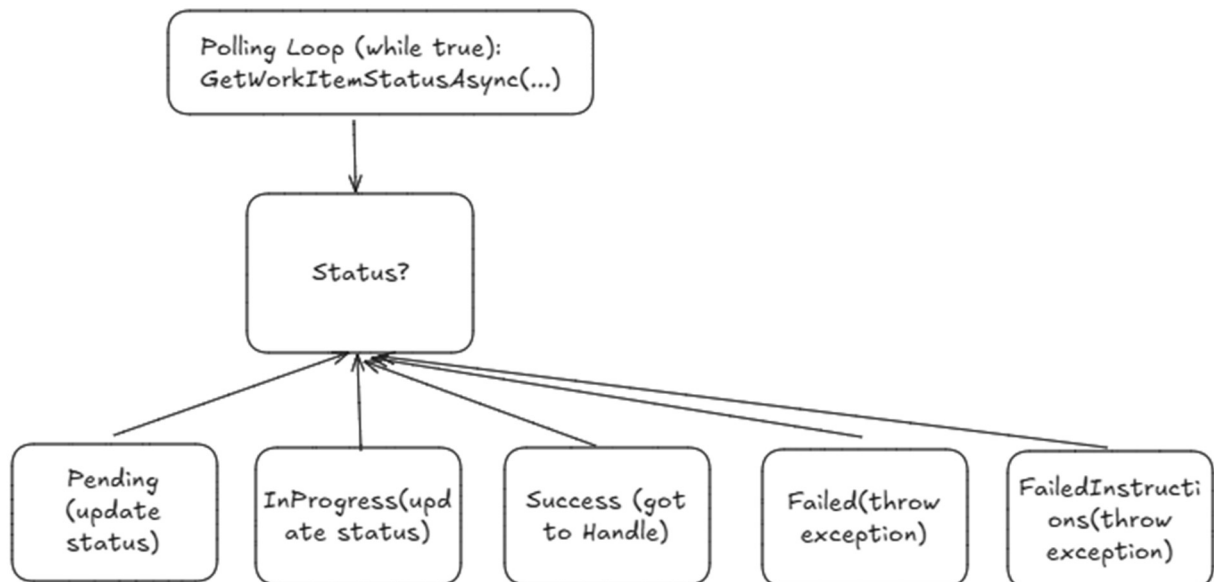 Polling Loop (while true):
GetWorkItemStatusAsync(...)
Status?
Pending
(update
status)
InProgress(upd
ate status)
Success (got
to Handle)
Failed(throw
exception)
FailedInstructi
ons(throw
exception)